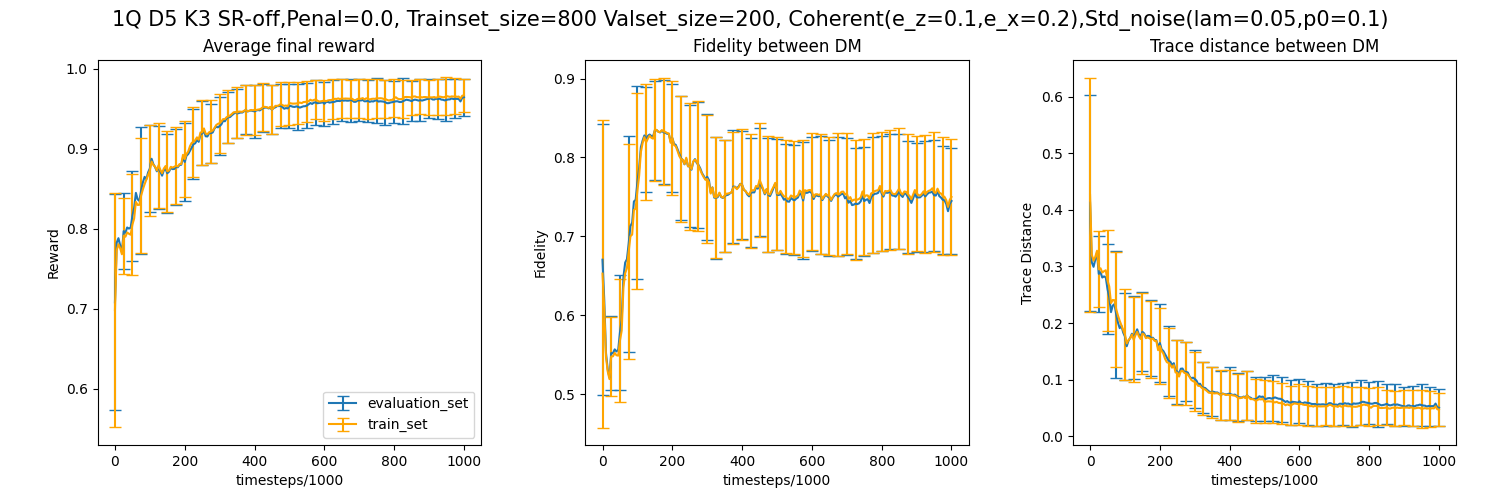 1Q D5 K3 SR-off,Penal=0.0, Trainset_size=800 Valset_size=200, Coherent(e_z=0.1,e_x=0.2),Std_noise(lam=0.05,p0=0.1)
Average final reward
Reward
1.0
0.9
0.8
0.7
0.6
0 200 400 600 800 1000
timesteps/1000
evaluation_set
train_set
Fidelity between DM
Fidelity
0.9
0.8
0.7
0.6
0.5
0 200 400 600 800 1000
timesteps/1000
Trace distance between DM
Trace Distance
0.6
0.5
0.4
0.3
0.2
0.1
0.0
0 200 400 600 800 1000
timesteps/1000